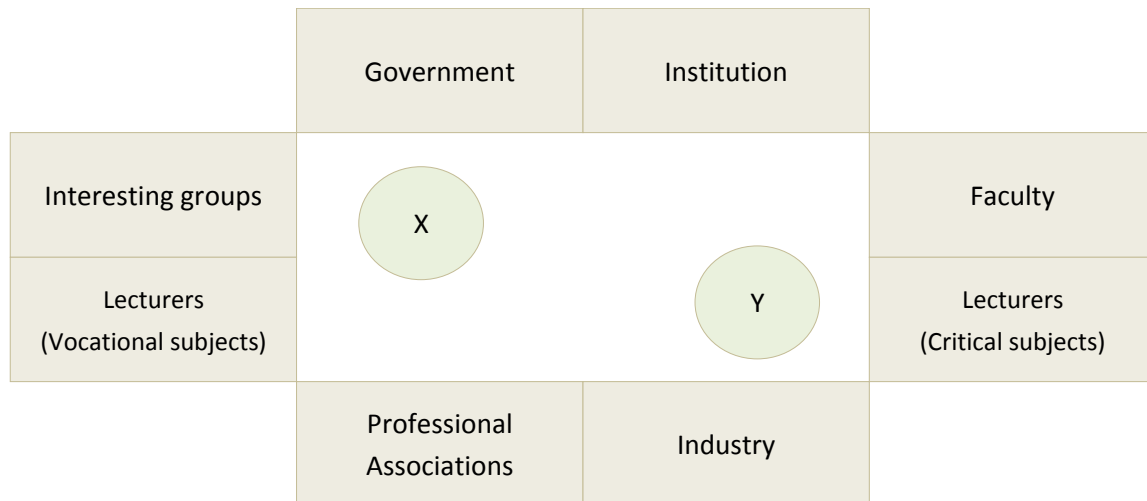 Government
Institution
Interesting groups
X
Faculty
Lecturers
(Vocational subjects)
Y
Lecturers
(Critical subjects)
Professional
Associations
Industry